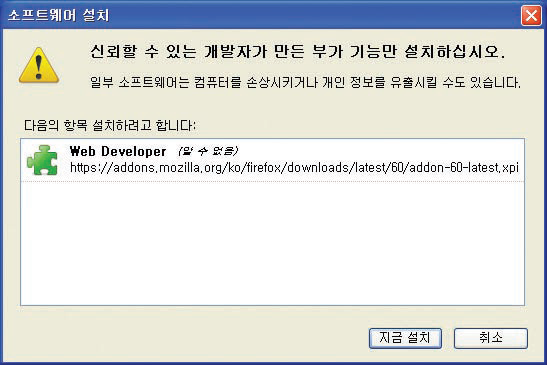 소프트웨어 설치
신뢰할 수 있는 개발자가 만든 부가 기능만 설치하십시오.
일부 소프트웨어는 컴퓨터를 손상시키거나 개인 정보를 유출시킬 수도 있습니다.
다음의 항목 설치하려고 합니다:
Web Developer (알 수 없음)
https://addons.mozilla.org/ko/firefox/downloads/latest/60/addon-60-latest.xpi
지금 설치 취소